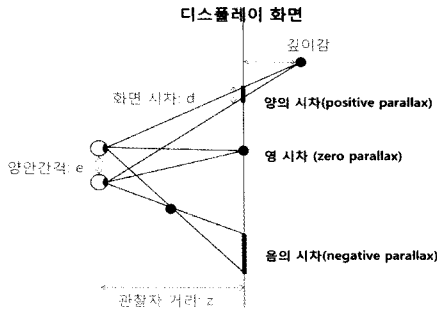 디스플레이 화면
깊이감
화면 시차: d
양의 시차(positive parallax)
영 시차 (zero parallax)
양안간격: e
음의 시차(negative parallax)
관찰자 거리: z